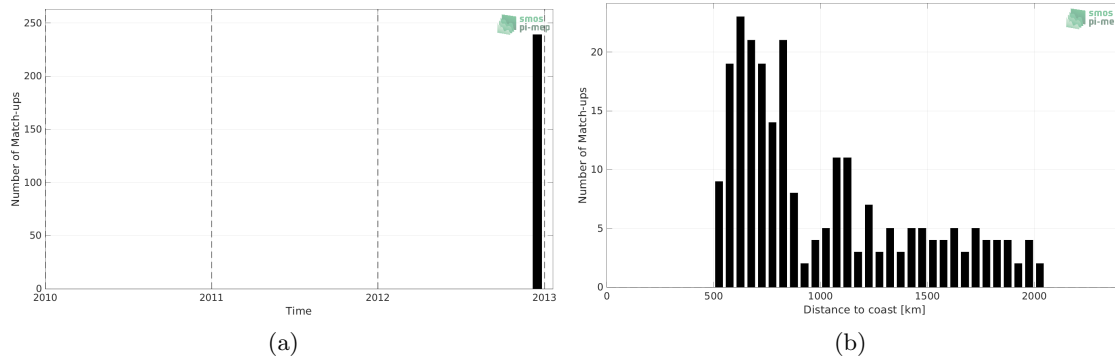 smos
pi-mep
250
200
150
100
50
0
Number of Match-ups
2010
2011
2012
2013
Time
(a)
smos
pi-me
20
15
10
5
0
Number of Match-ups
0
500
1000
1500
2000
Distance to coast [km]
(b)